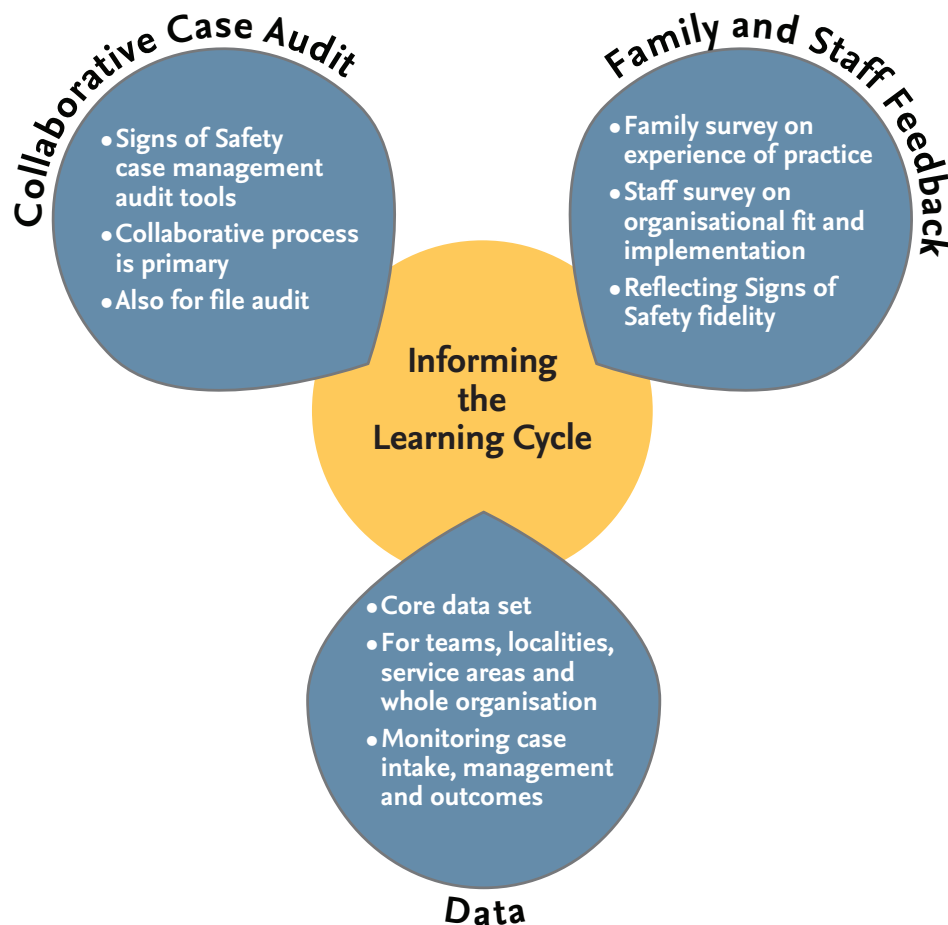 Collaborative Case Audit
• Signs of Safety
case management
audit tools
• Collaborative process
is primary
• Also for file audit
Family and Staff Feedback
• Family survey on
experience of practice
• Staff survey on
organisational fit and
implementation
• Reflecting Signs of
Safety fidelity
Informing
the
Learning Cycle
• Core data set
• For teams, localities,
service areas and
whole organisation
• Monitoring case
intake, management
and outcomes
Data